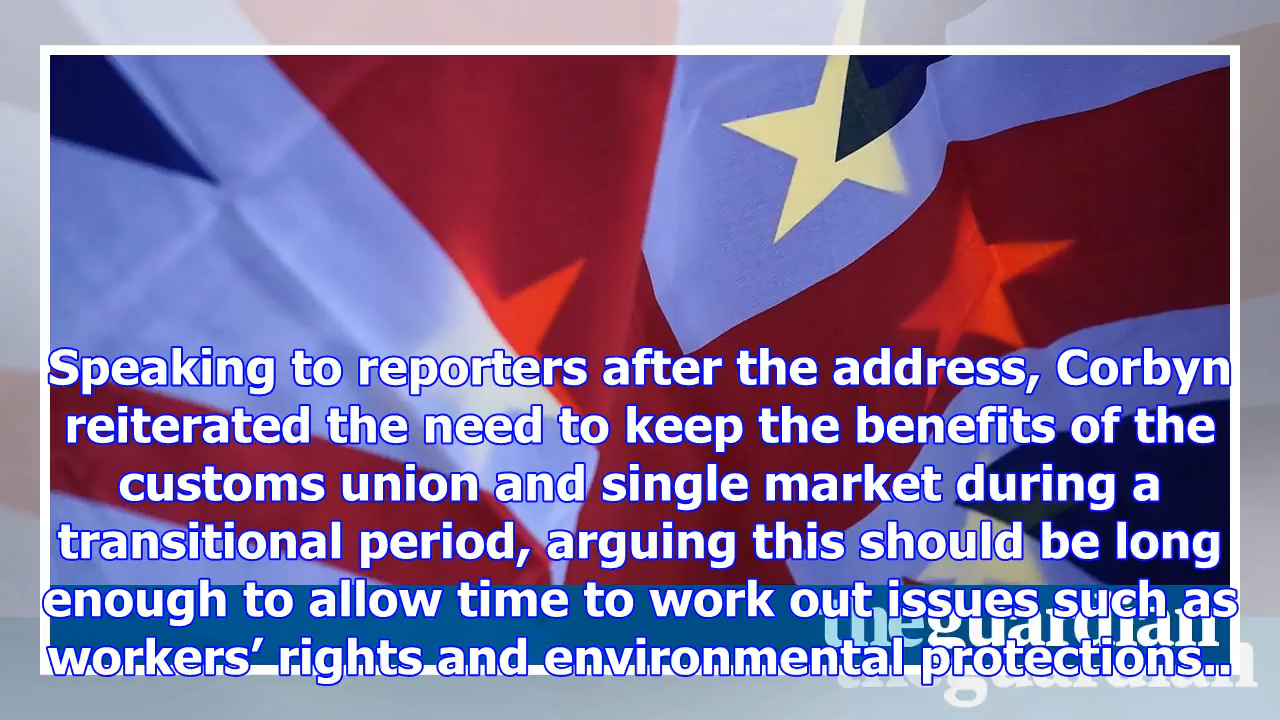 Speaking to reporters after the address, Corbyn
reiterated the need to keep the benefits of the
customs union and single market during a
transitional period, arguing this should be long
enough to allow time to work out issues such as
workers’ rights and environmental protections..
theguardian
theguardian